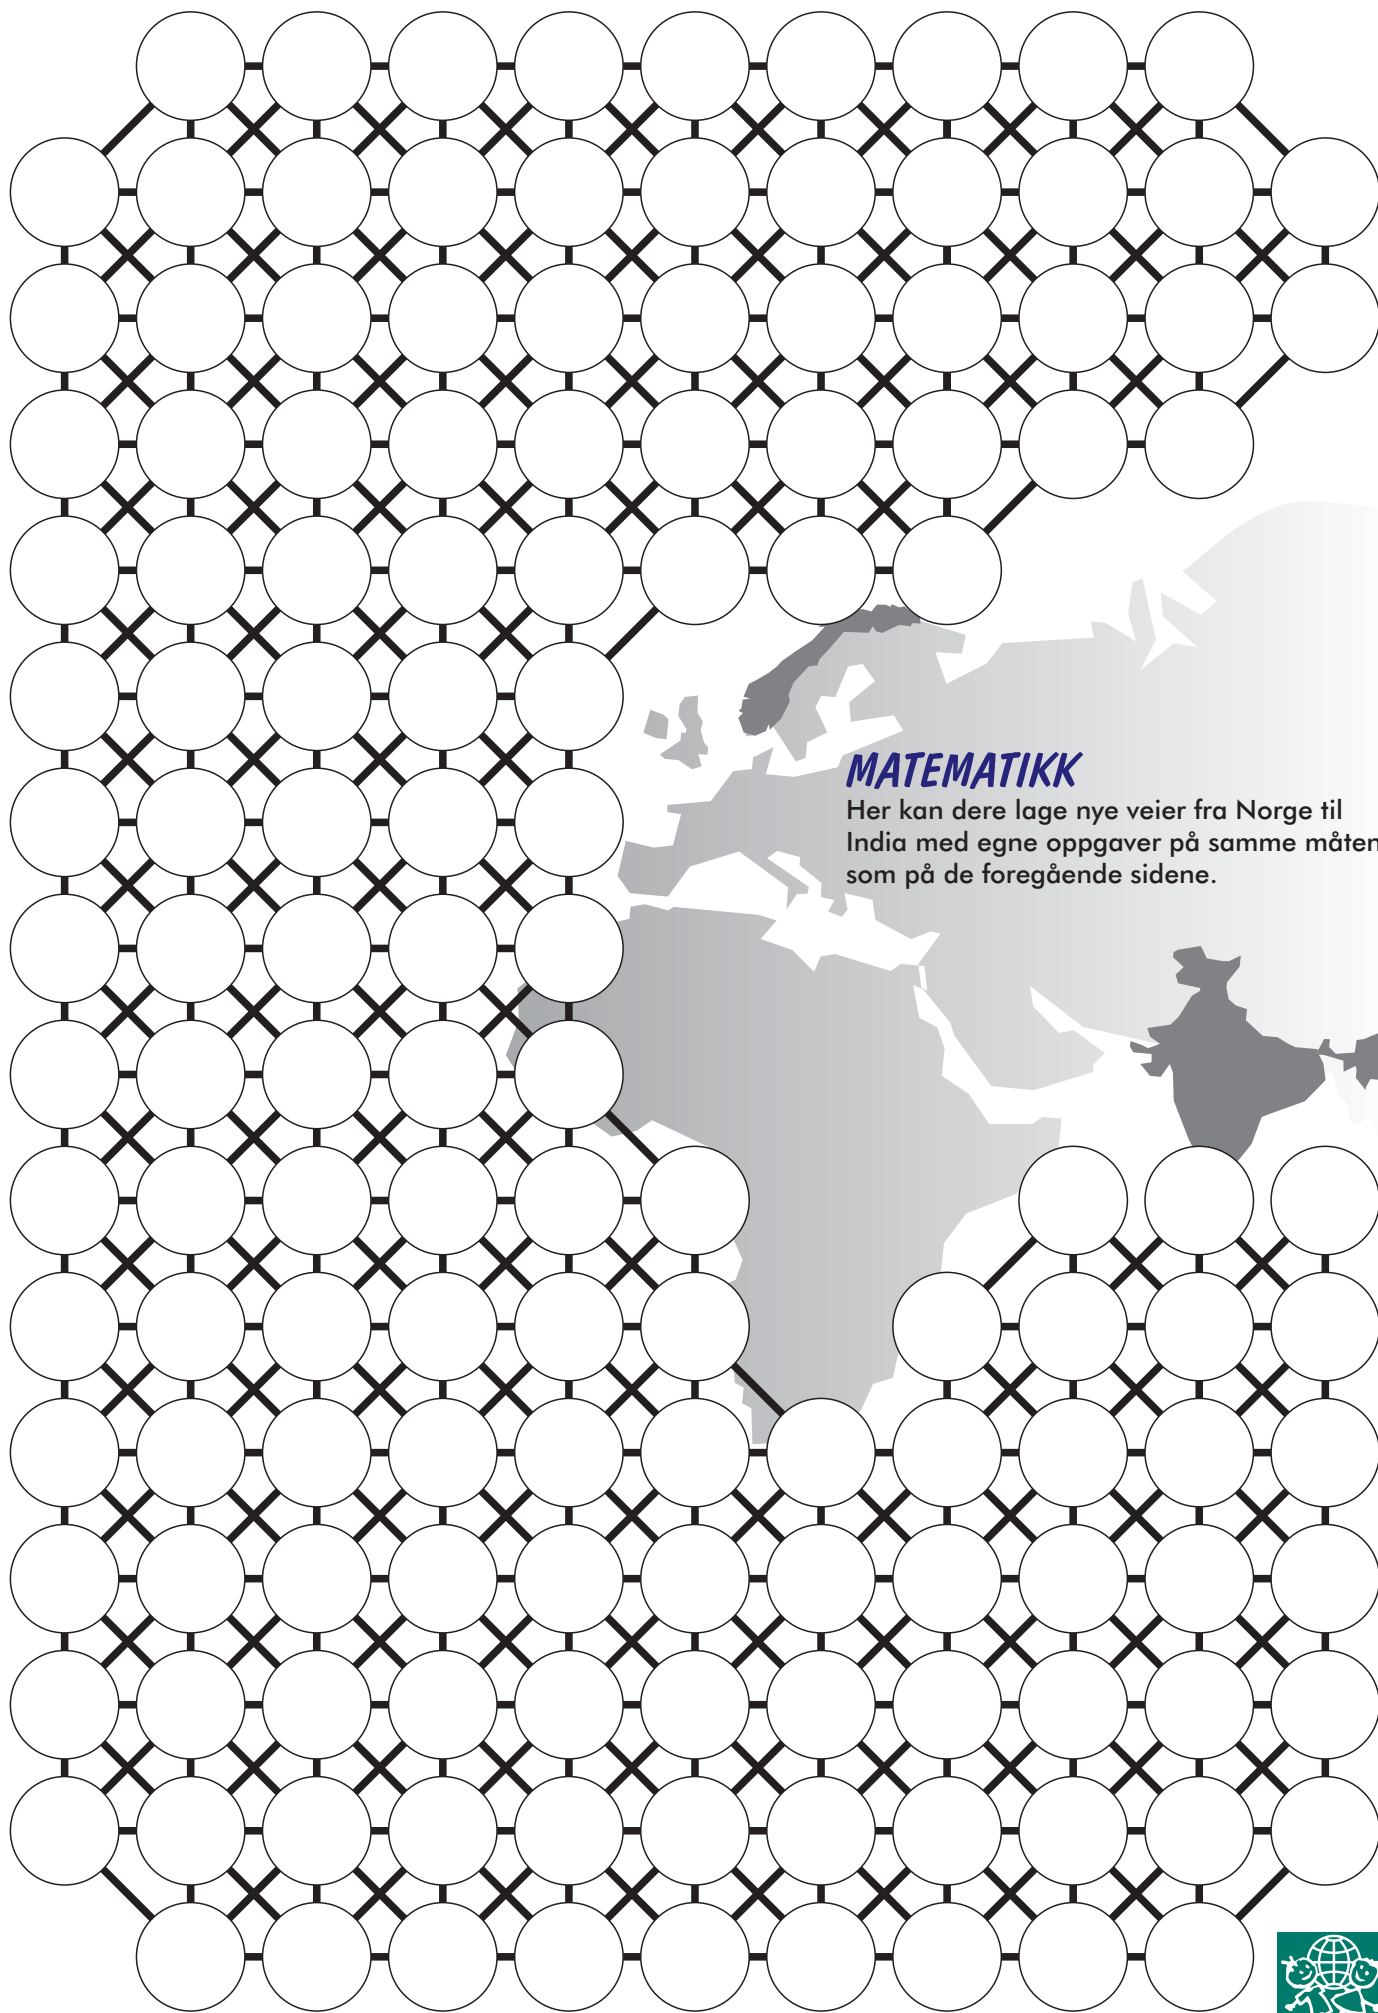 MATEMATIKK
Her kan dere lage nye veier fra Norge til
India med egne oppgaver på samme måten
som på de foregående sidene.